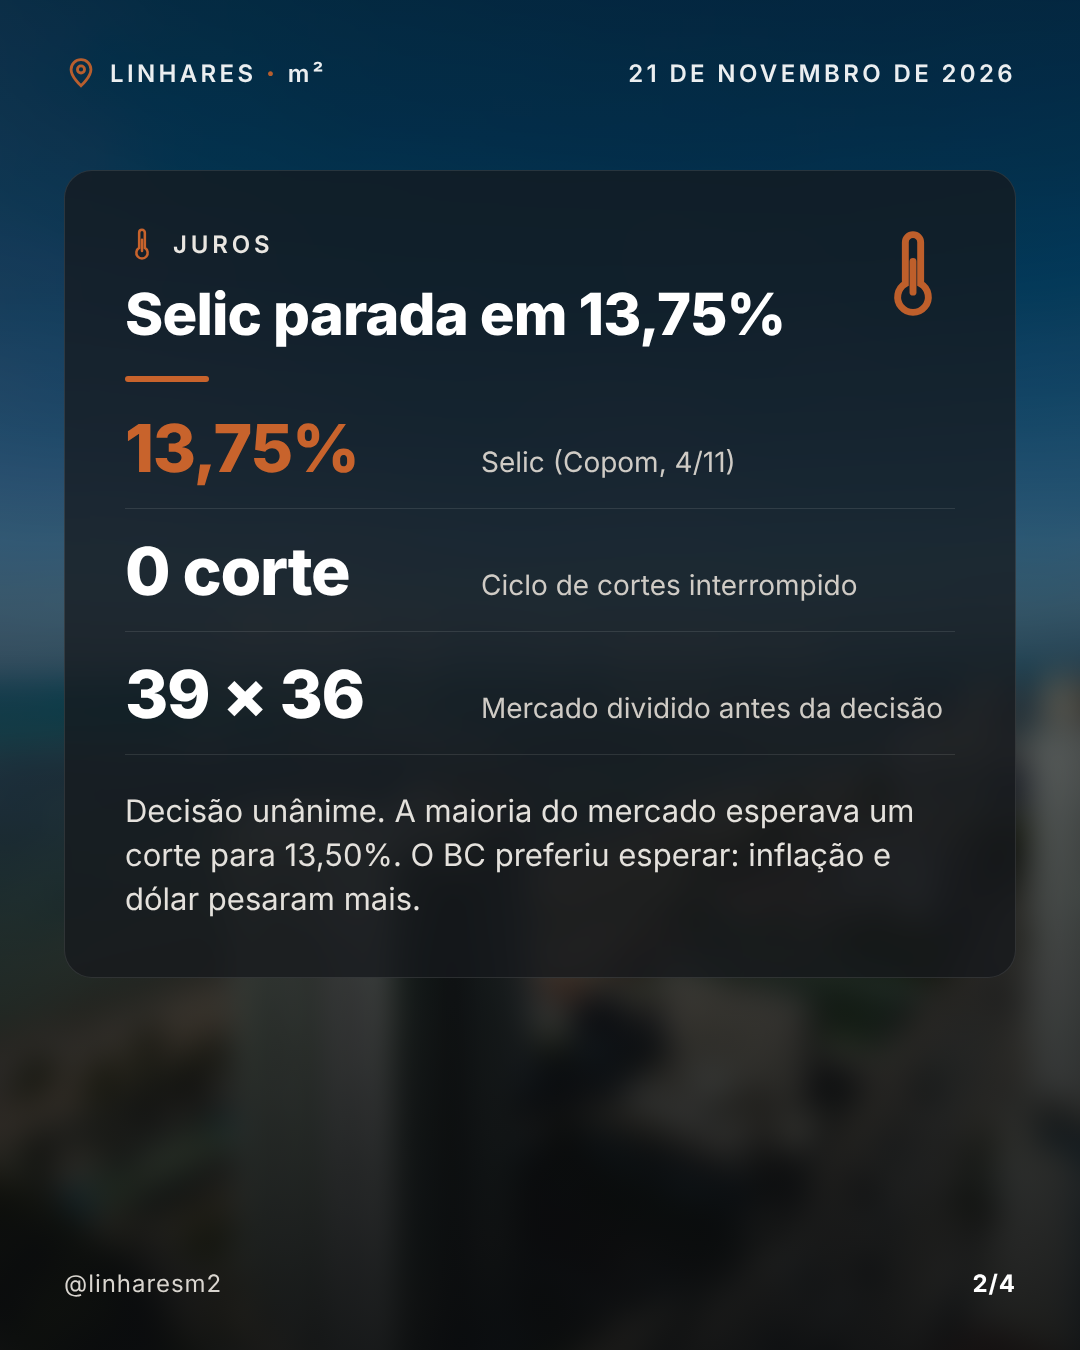 LINHARES · m²
21 DE NOVEMBRO DE 2026
JUROS
Selic parada em 13,75%
13,75%
Selic (Copom, 4/11)
0 corte
Ciclo de cortes interrompido
39 × 36
Mercado dividido antes da decisão
Decisão unânime. A maioria do mercado esperava um
corte para 13,50%. O BC preferiu esperar: inflação e
dólar pesaram mais.
@linharesm2
2/4